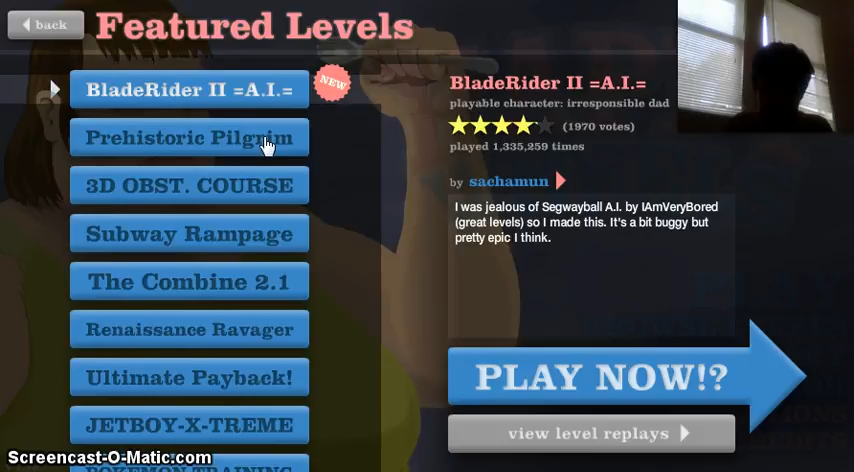 back
Featured Levels
BladeRider II =A.I.=
NEW
Prehistoric Pilgrim
3D OBST. COURSE
Subway Rampage
The Combine 2.1
Renaissance Ravager
Ultimate Payback!
JETBOY-X-TREME
POKEMON TRAINING
BladeRider II =A.I.=
playable character: irresponsible dad
(1970 votes)
played 1,335,259 times
by sachamun
I was jealous of Segwayball A.I. by IAmVeryBored
(great levels) so I made this. It's a bit buggy but
pretty epic I think.
PLAY NOW!?
view level replays
Screencast-O-Matic.com